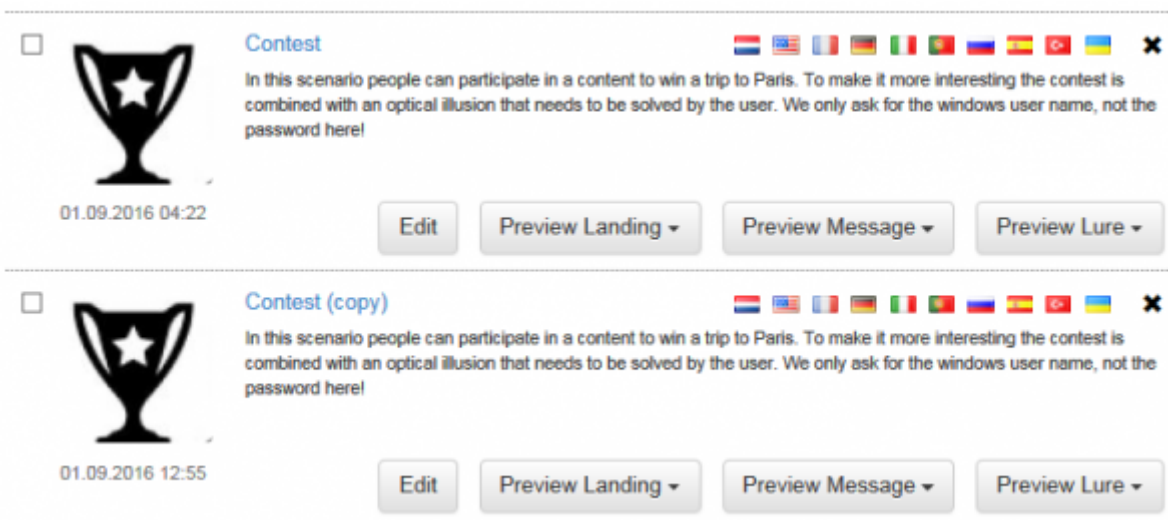 Contest
In this scenario people can participate in a content to win a trip to Paris. To make it more interesting the contest is
combined with an optical illusion that needs to be solved by the user. We only ask for the windows user name, not the
password here!
01.09.2016 04:22
Edit
Preview Landing
Preview Message
Preview Lure
Contest (copy)
In this scenario people can participate in a content to win a trip to Paris. To make it more interesting the contest is
combined with an optical illusion that needs to be solved by the user. We only ask for the windows user name, not the
password here!
01.09.2016 12:55
Edit
Preview Landing
Preview Message
Preview Lure